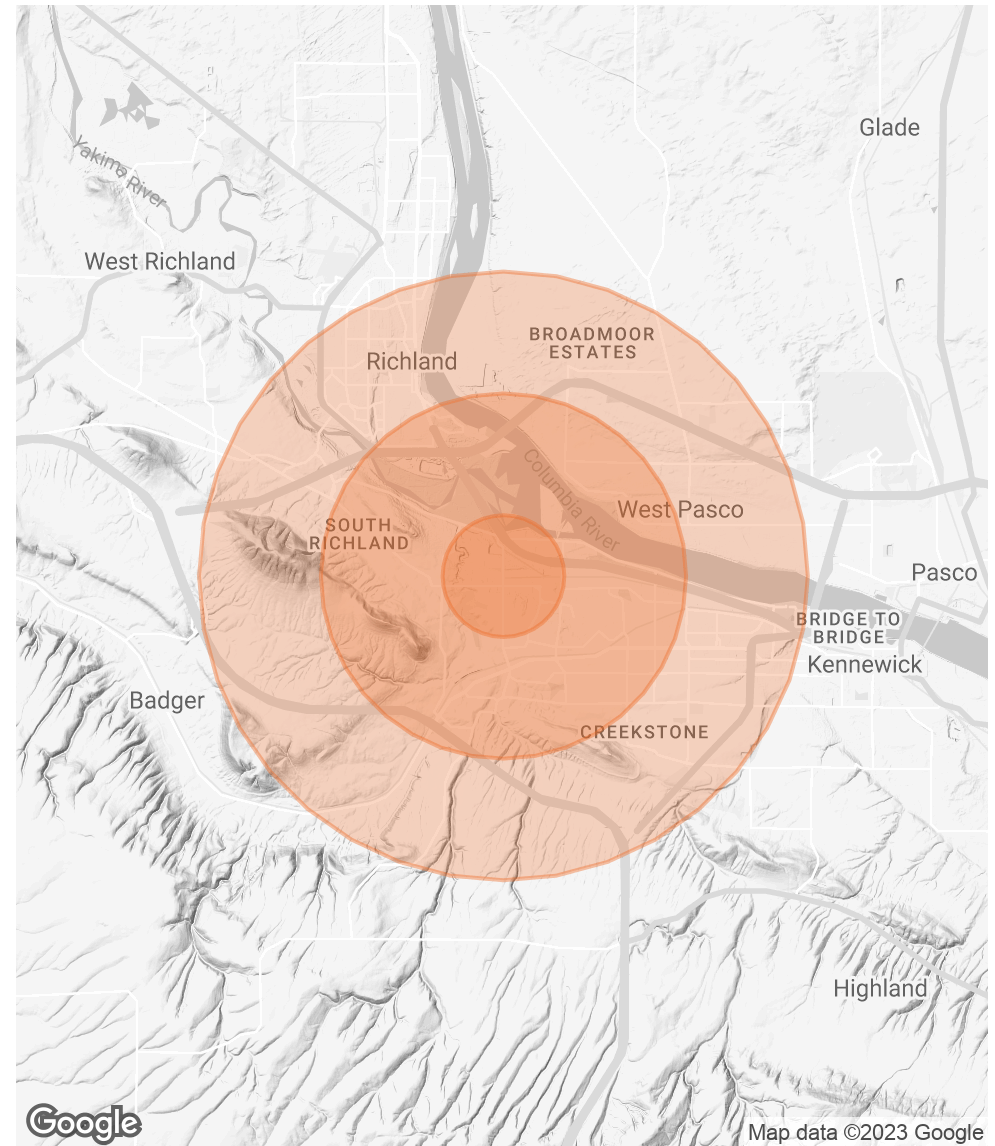 Glade
Yakima River
West Richland
BROADMOOR
ESTATES
Richland
Columbia River
West Pasco
SOUTH
RICHLAND
Pasco
BRIDGE TO
BRIDGE
Kennewick
Badger
CREEKSTONE
Highland
Google
Map data ©2023 Google